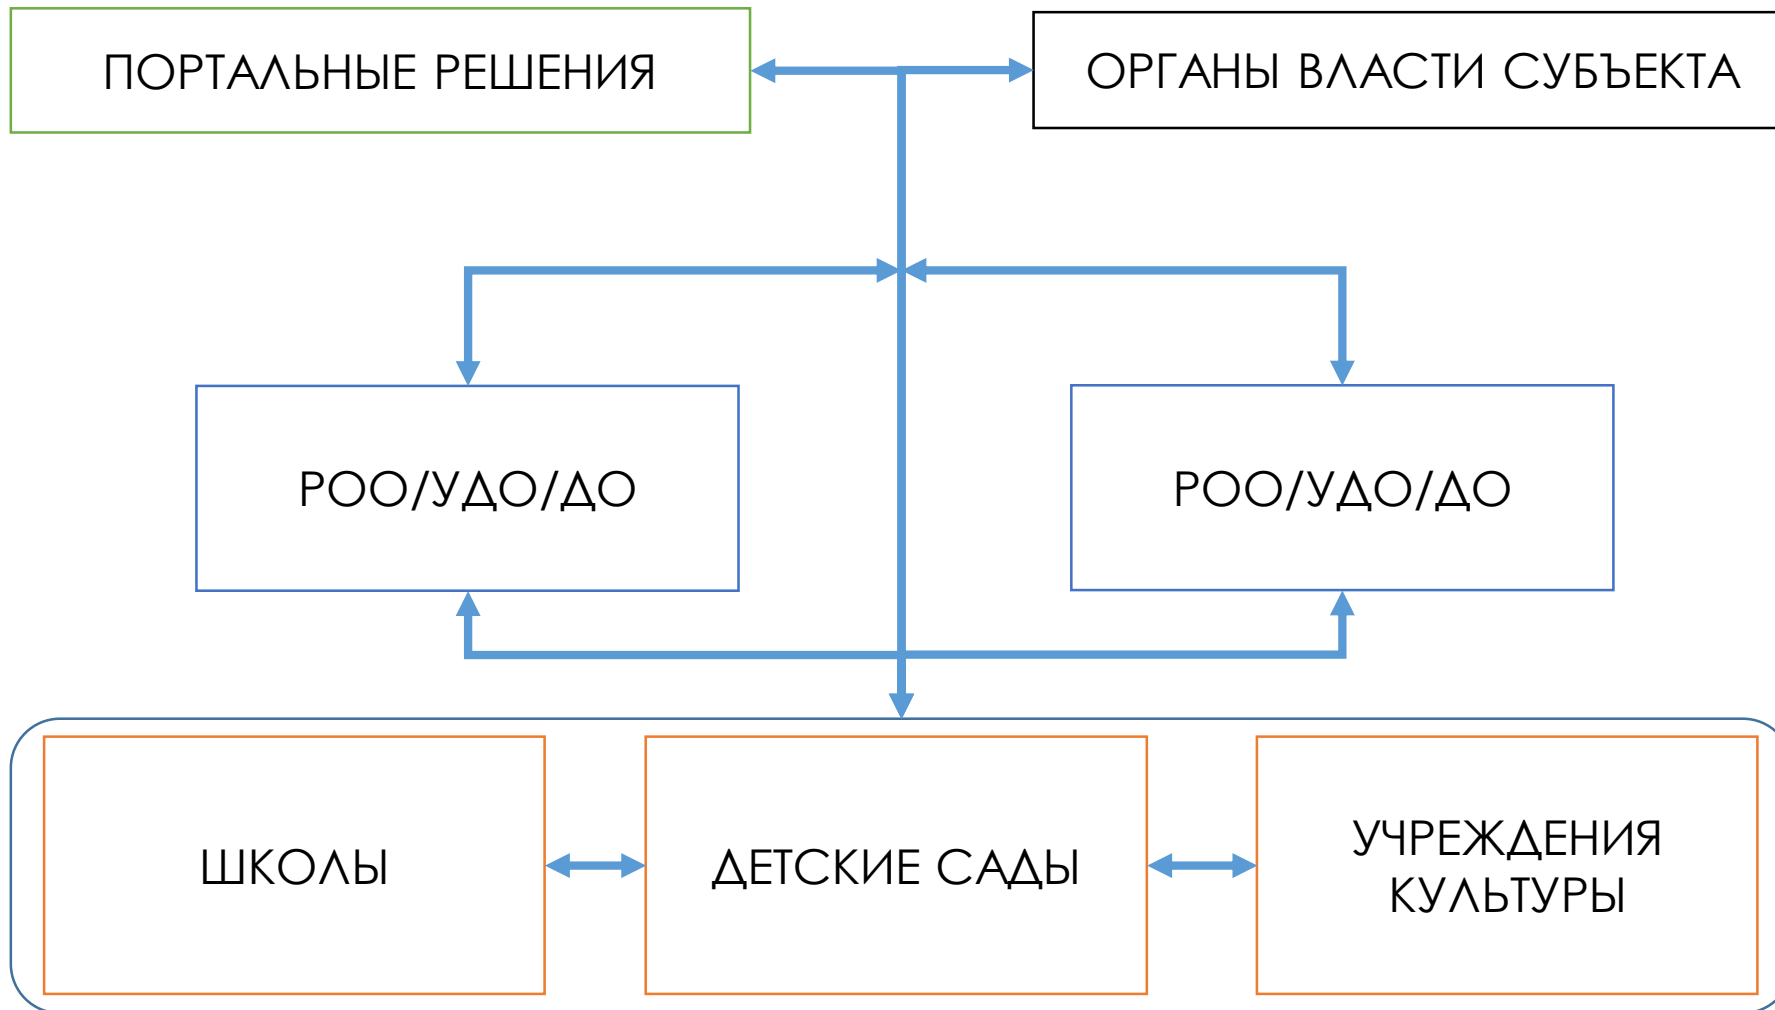 ПОРТАЛЬНЫЕ РЕШЕНИЯ
ОРГАНЫ ВЛАСТИ СУБЪЕКТА
РОО/УДО/ДО
РОО/УДО/ДО
ШКОЛЫ
ДЕТСКИЕ САДЫ
УЧРЕЖДЕНИЯ
КУЛЬТУРЫ